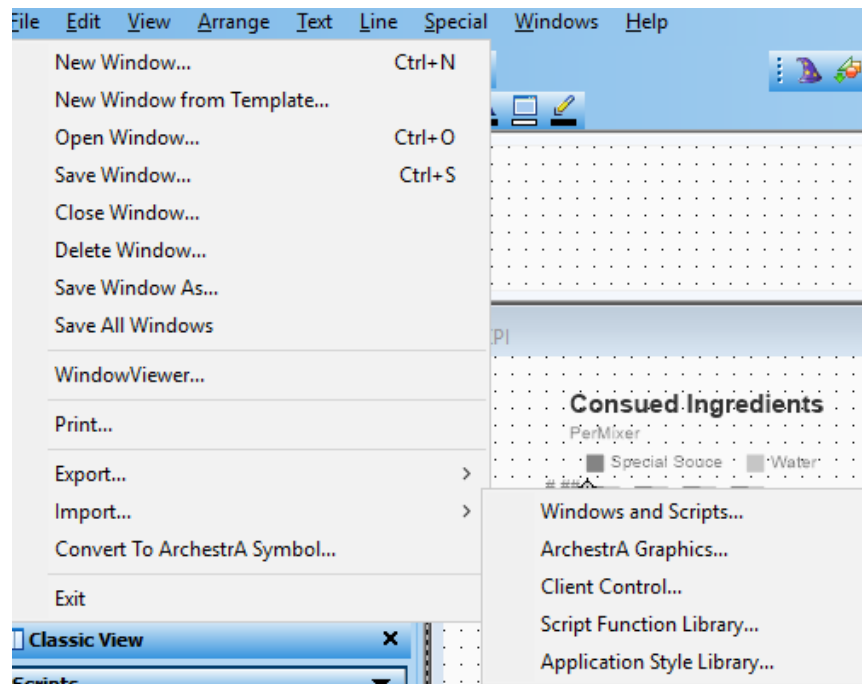 File Edit View Arrange Text Line Special Windows Help
New Window... Ctrl+N
New Window from Template...
Open Window... Ctrl+O
Save Window... Ctrl+S
Close Window...
Delete Window...
Save Window As...
Save All Windows
WindowViewer...
Print...
Export...
Import...
Convert To ArchestrA Symbol...
Exit
Windows and Scripts...
ArchestrA Graphics...
Client Control...
Script Function Library...
Application Style Library...
Consued Ingredients
PerMixer
Special Souce Water
Classic View
Scripts